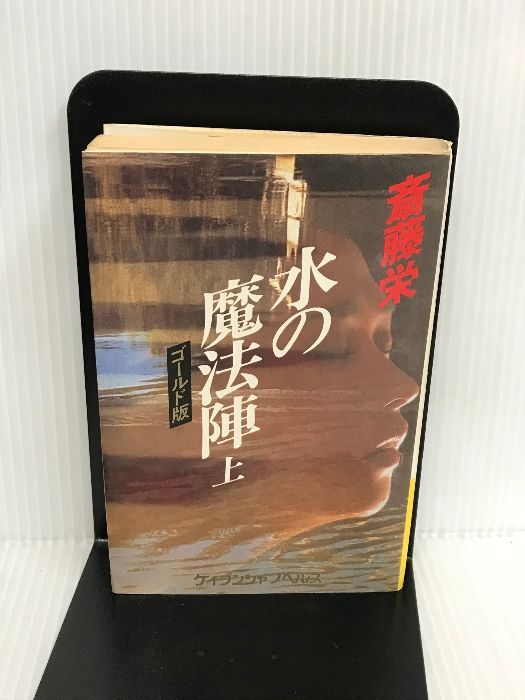 斎藤栄
水の
魔法陣 上
ゴールド版
ケイブンシャノベルス